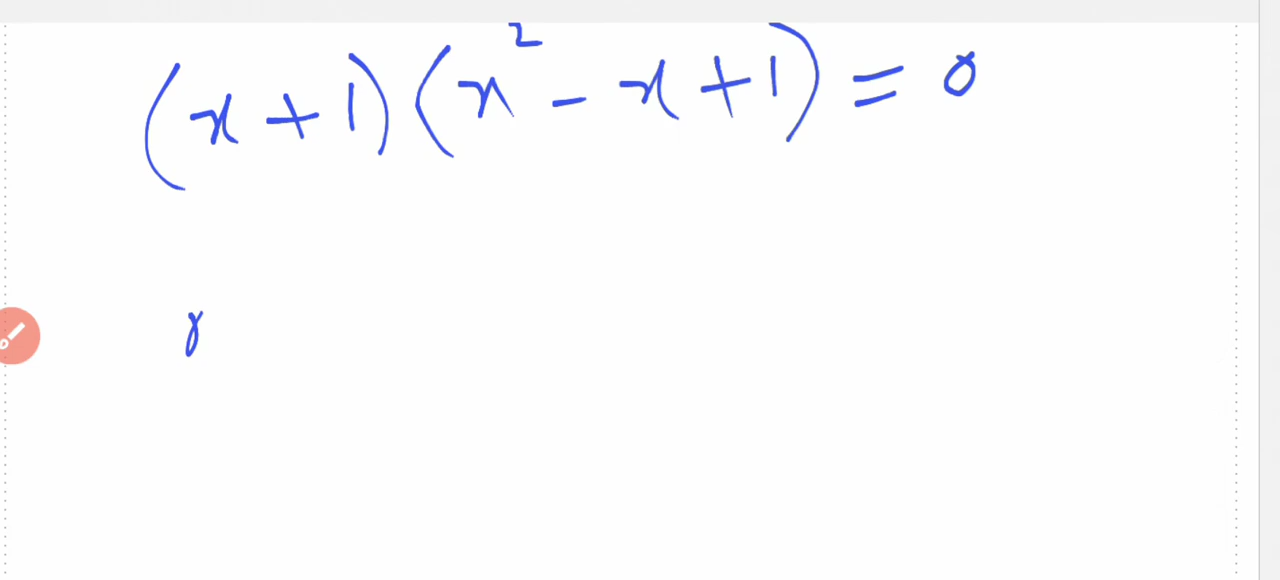 (x+1)(x² - x+1) = 0